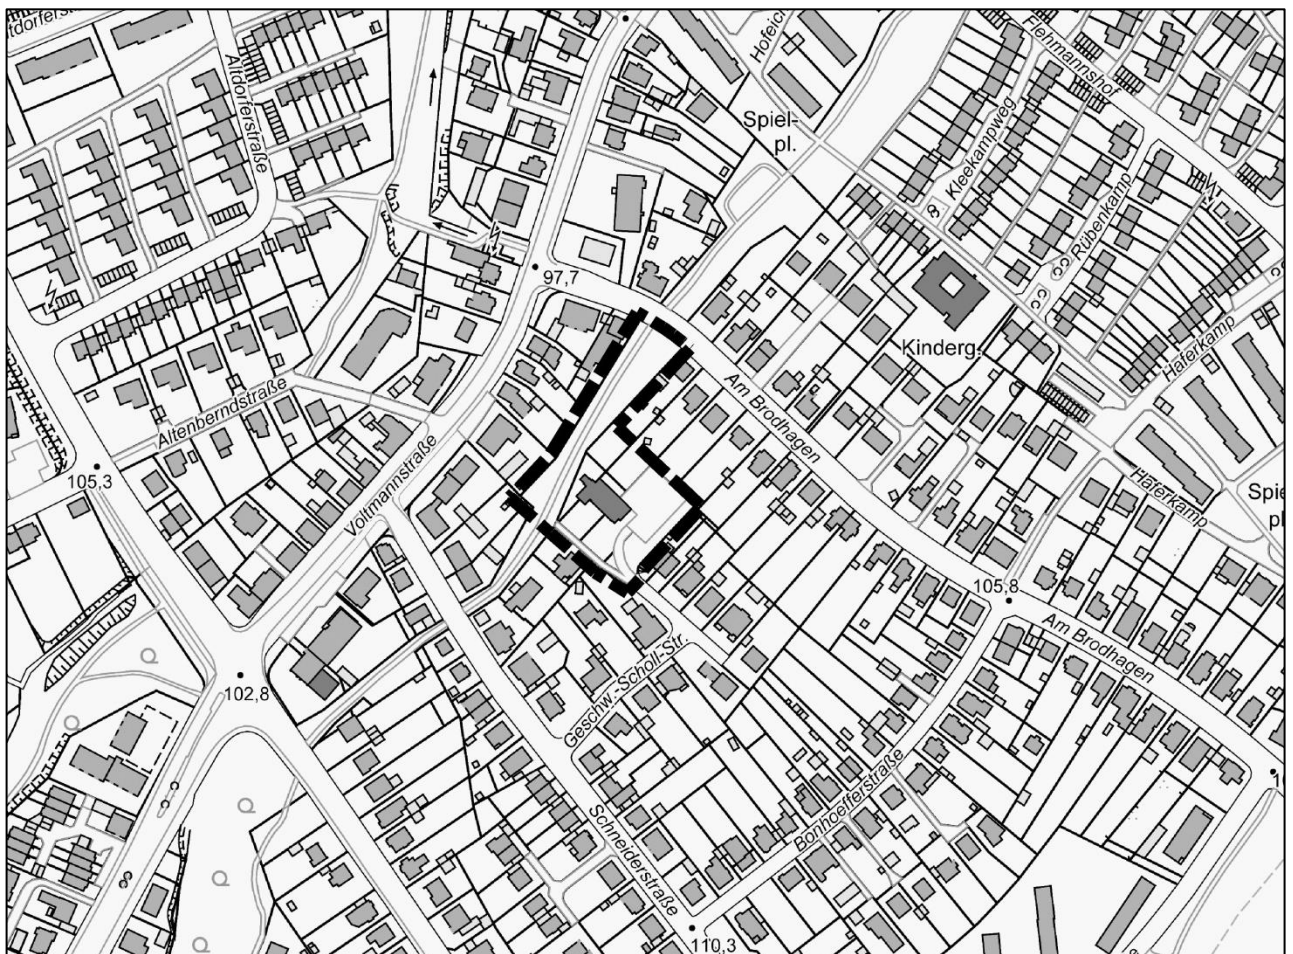 Altdorferstraße
Hofeich
Flehmannshof
Spiel-
pl.
Kleekampweg
Rübenkamp
97,7
Kinderg.
Haferkamp
Am Brodhagen
Altenberndstraße
105,3
Voltmannstraße
Haferkamp
Spie
pl
105,8
Am Brodhagen
102,8
Geschw.-Scholl-Str.
Schneiderstraße
Bonhoefferstraße
110,3